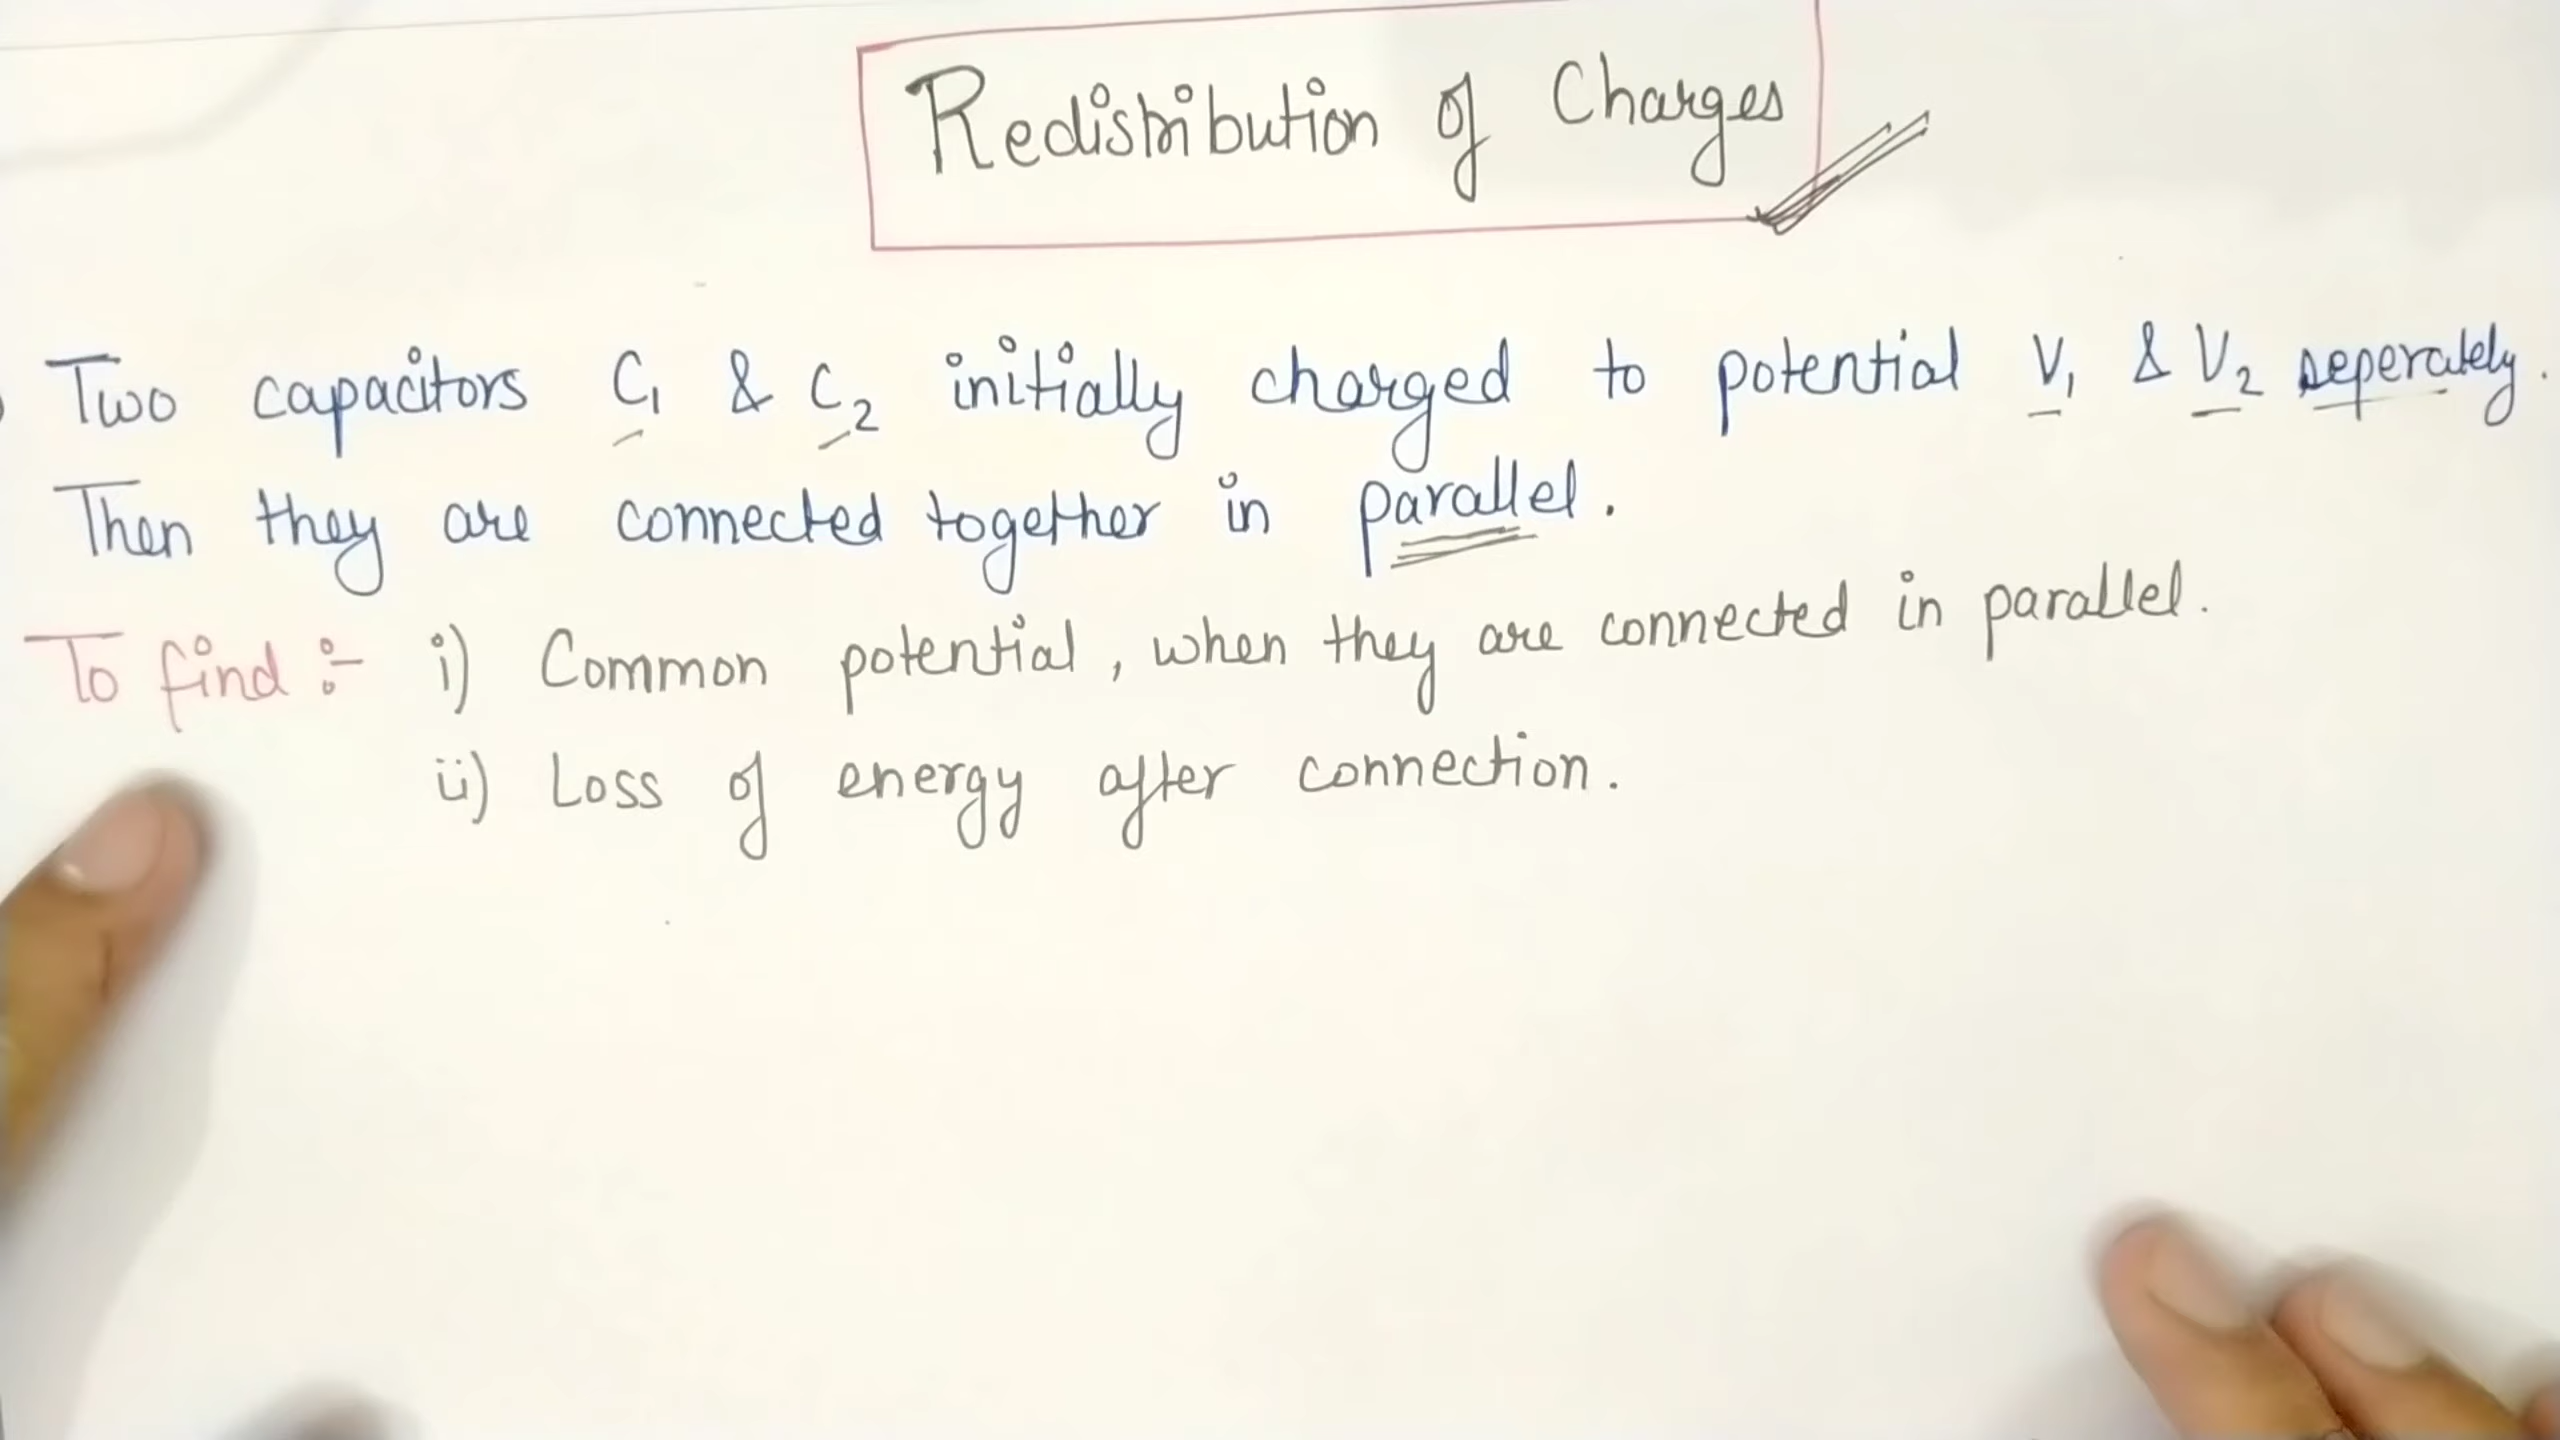 Redistribution of Charges
Two capacitors C₁ & C₂ initially charged to potential V₁ & V₂ seperately.
Then they are connected together in parallel.
To find :- i) Common potential, when they are connected in parallel.
ii) Loss of energy after connection.